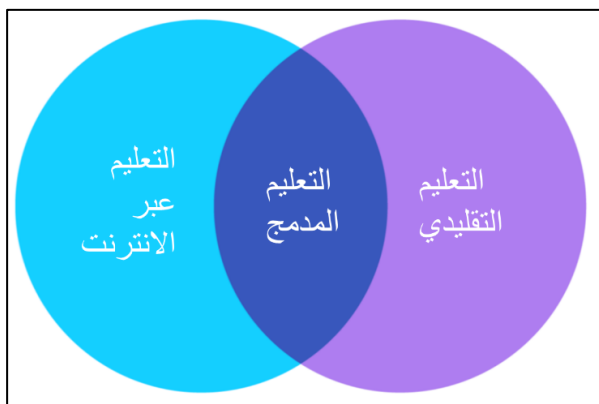 التعليم
التقليدي
التعليم
المدمج
التعليم
عبر
الانترنت